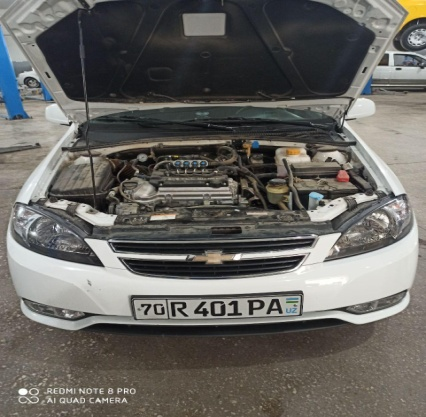 70 R 401 PA UZ
REDMI NOTE 8 PRO
AI QUAD CAMERA